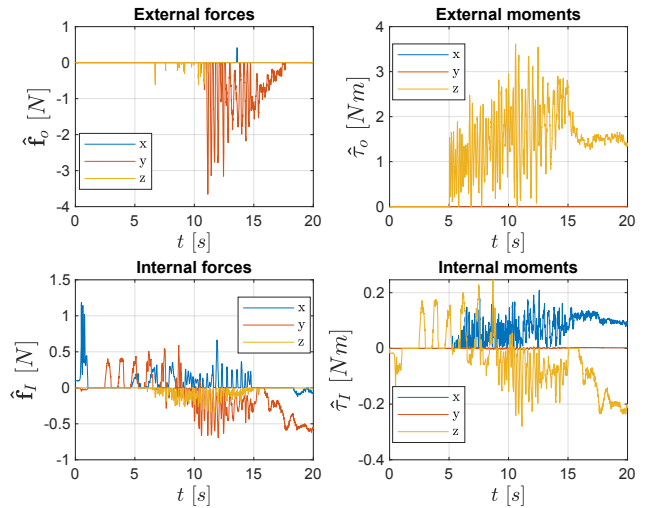 External forces
1
0
-1
-2
-3
-4
f̂ₒ [N]
x
y
z
0 5 10 15 20
t [s]
External moments
4
3
2
1
0
τ̂ₒ [Nm]
x
y
z
0 5 10 15 20
t [s]
Internal forces
1.5
1
0.5
0
-0.5
-1
f̂_I [N]
x
y
z
0 5 10 15 20
t [s]
Internal moments
0.2
0
-0.2
-0.4
τ̂_I [Nm]
x
y
z
0 5 10 15 20
t [s]